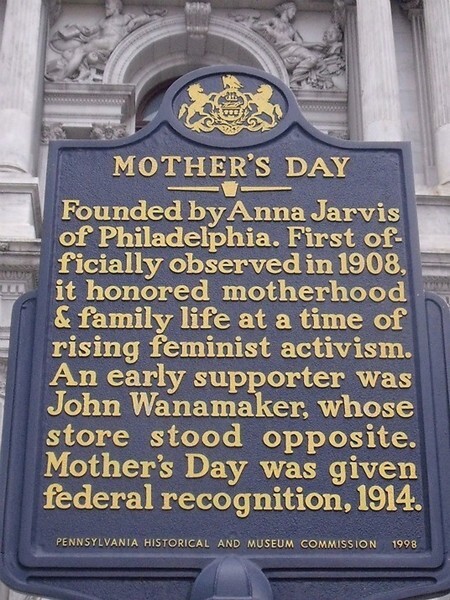 MOTHER'S DAY
Founded by Anna Jarvis
of Philadelphia. First of-
ficially observed in 1908,
it honored motherhood
& family life at a time of
rising feminist activism.
An early supporter was
John Wanamaker, whose
store stood opposite.
Mother's Day was given
federal recognition, 1914.
PENNSYLVANIA HISTORICAL AND MUSEUM COMMISSION 1998